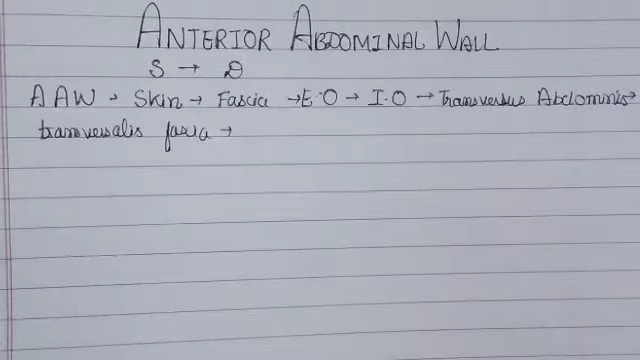 ANTERIOR ABDOMINAL WALL
S → D
AAW → Skin → Fascia → E.O → I.O → Transversus Abdominis →
transversalis fascia →